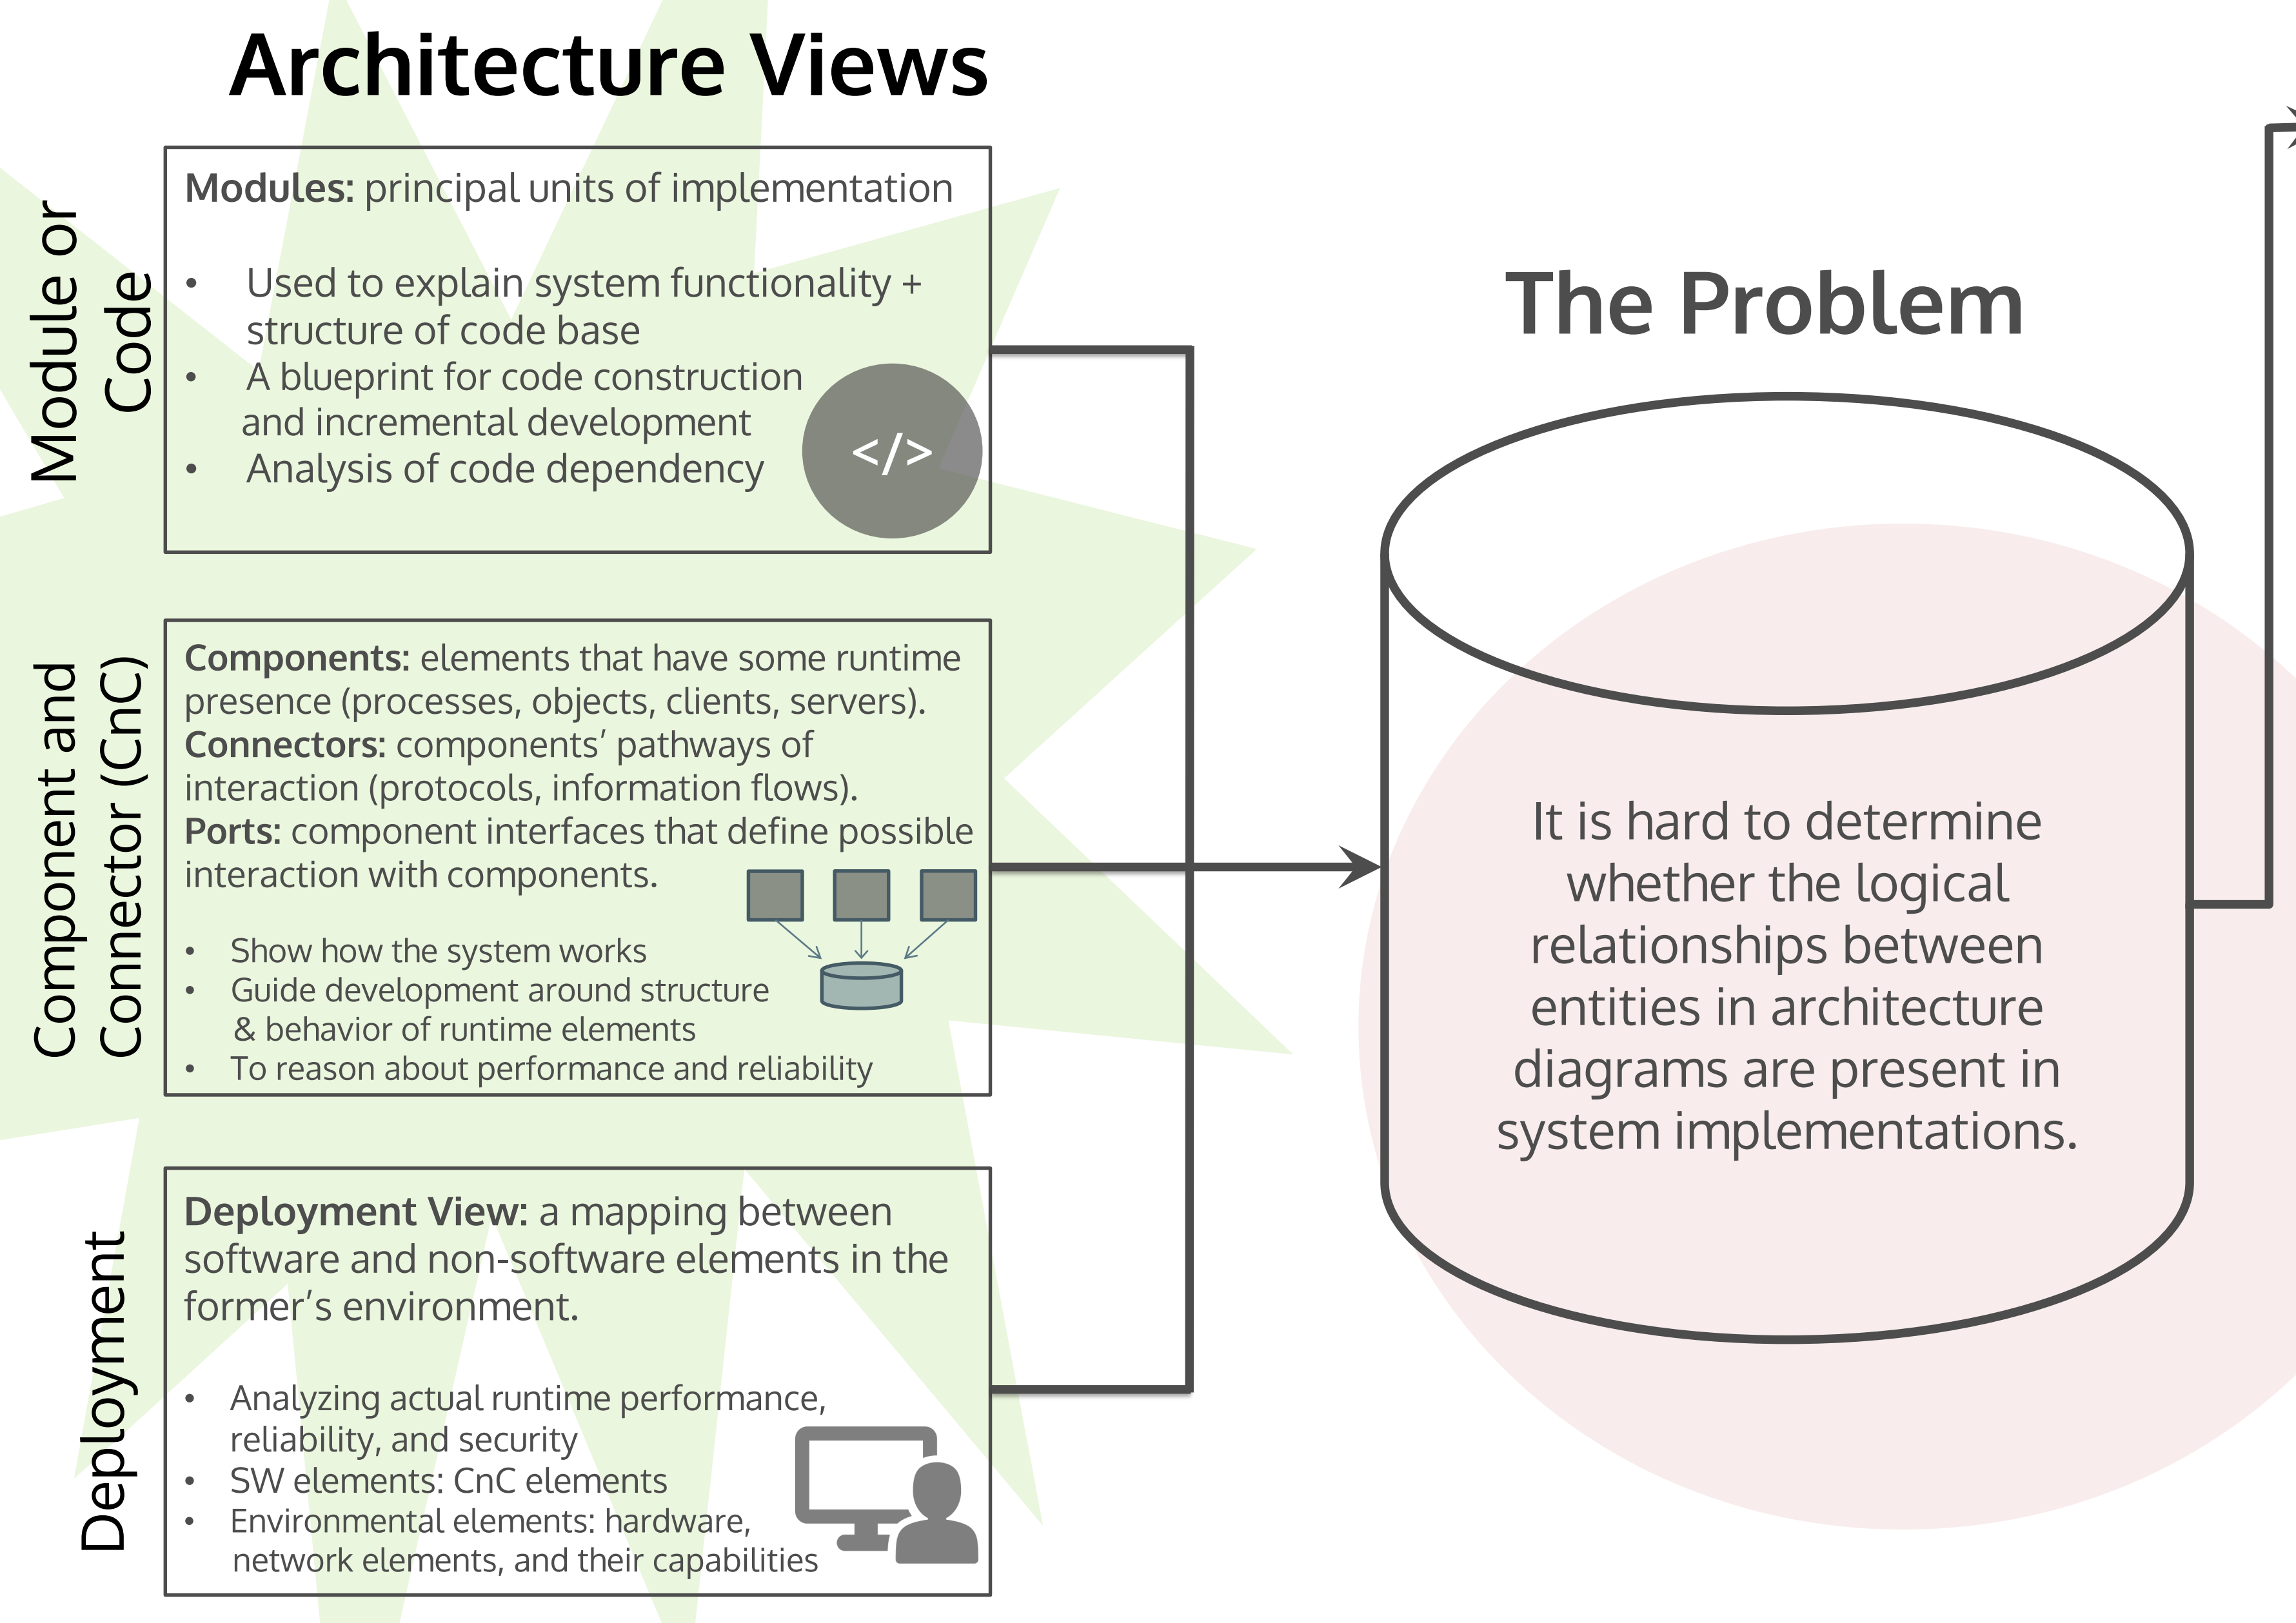 Architecture Views
Module or
Code
Modules: principal units of implementation
• Used to explain system functionality +
structure of code base
• A blueprint for code construction
and incremental development
• Analysis of code dependency
</>
Component and
Connector (CnC)
Components: elements that have some runtime
presence (processes, objects, clients, servers).
Connectors: components’ pathways of
interaction (protocols, information flows).
Ports: component interfaces that define possible
interaction with components.
• Show how the system works
• Guide development around structure
& behavior of runtime elements
• To reason about performance and reliability
Deployment
Deployment View: a mapping between
software and non-software elements in the
former’s environment.
• Analyzing actual runtime performance,
reliability, and security
• SW elements: CnC elements
• Environmental elements: hardware,
network elements, and their capabilities
The Problem
It is hard to determine
whether the logical
relationships between
entities in architecture
diagrams are present in
system implementations.